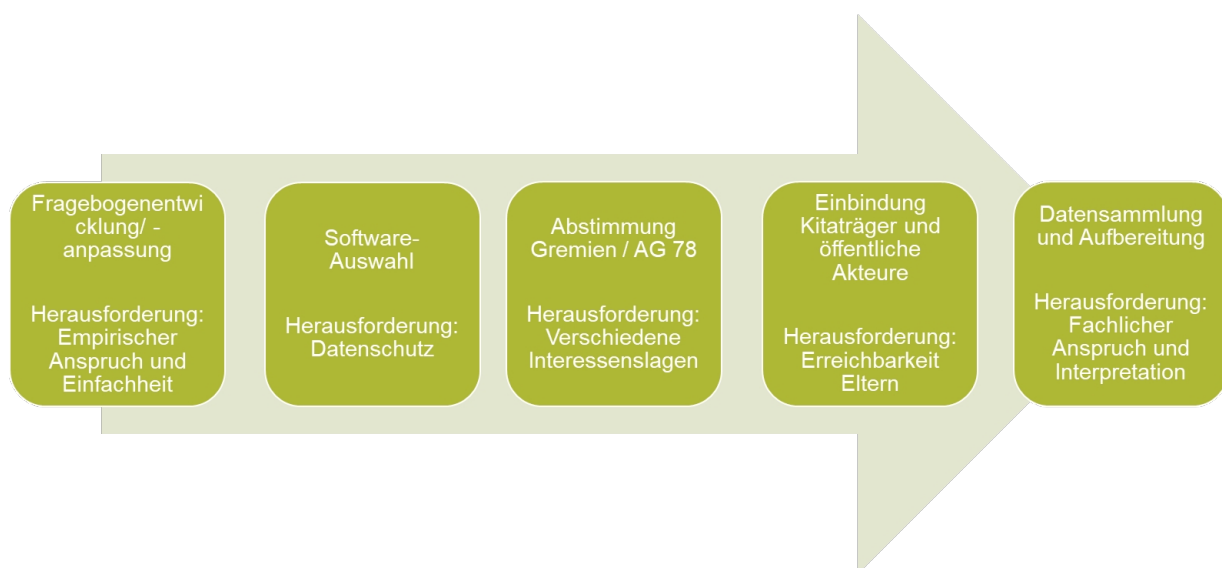 Fragebogenentwi
cklung/ -
anpassung
Herausforderung:
Empirischer
Anspruch und
Einfachheit
Software-
Auswahl
Herausforderung:
Datenschutz
Abstimmung
Gremien / AG 78
Herausforderung:
Verschiedene
Interessenslagen
Einbindung
Kitaträger und
öffentliche
Akteure
Herausforderung:
Erreichbarkeit
Eltern
Datensammlung
und Aufbereitung
Herausforderung:
Fachlicher
Anspruch und
Interpretation